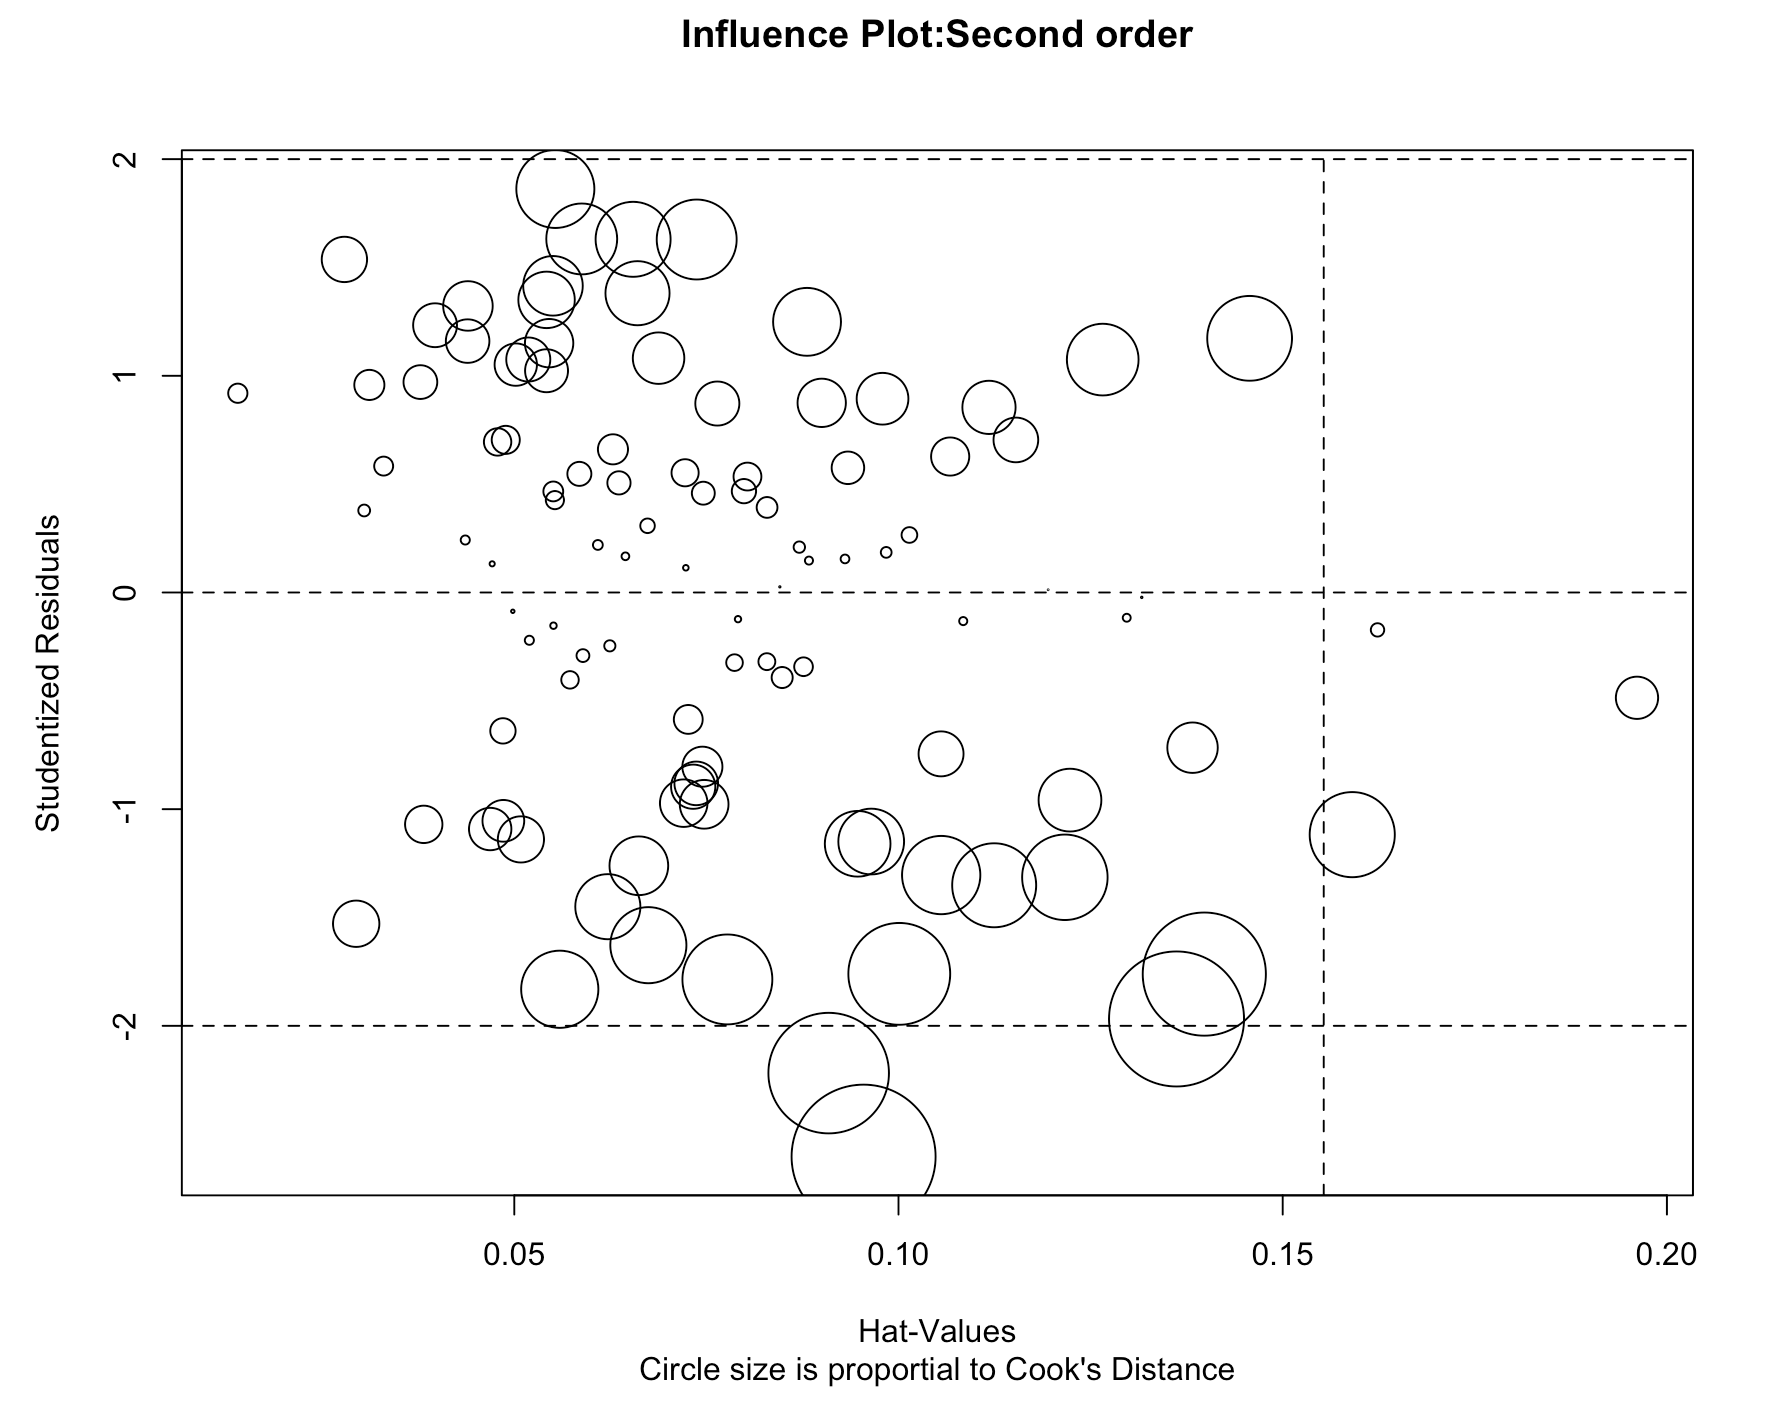 Influence Plot:Second order
Studentized Residuals
2
1
0
-1
-2
0.05 0.10 0.15 0.20
Hat-Values
Circle size is proportial to Cook's Distance